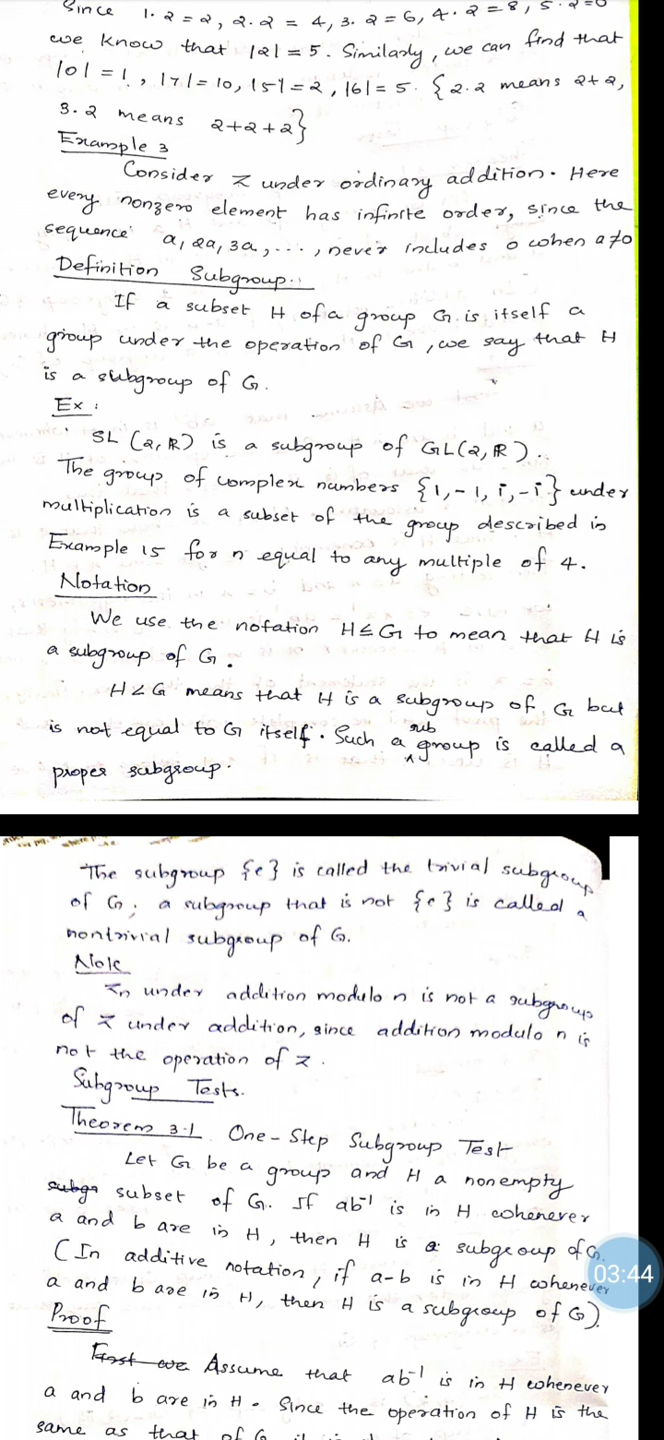 Since 1.2=2, 2.2 = 4, 3.2=6, 4.2=8, 5.2=0
we know that |2|=5. Similarly, we can find that
|0|=1, |7|=10, |5|=2, |6|=5. {2.2 means 2+2,
3.2 means 2+2+2}
Example 3
Consider Z under ordinary addition. Here
every nonzero element has infinite order, since the
sequence a, 2a, 3a, ..., never includes 0 when a≠0
Definition Subgroup..
If a subset H of a group G is itself a
group under the operation of G, we say that H
is a subgroup of G.
Ex:
SL(2,R) is a subgroup of GL(2,R).
The group of complex numbers {1,-1,i,-i} under
multiplication is a subset of the group described in
Example 15 for n equal to any multiple of 4.
Notation
We use the notation H≤G to mean that H is
a subgroup of G.
H<G means that H is a subgroup of G but
is not equal to G itself. Such a subgroup is called a
proper subgroup.
The subgroup {e} is called the trivial subgroup
of G; a subgroup that is not {e} is called a
nontrivial subgroup of G.
Note
Zn under addition modulo n is not a subgroup
of Z under addition, since addition modulo n is
not the operation of Z.
Subgroup Tests.
Theorem 3.1 One-Step Subgroup Test
Let G be a group and H a nonempty
subgr subset of G. If ab⁻¹ is in H whenever
a and b are in H, then H is a subgroup of G.
(In additive notation, if a-b is in H whenever
a and b are in H, then H is a subgroup of G).
03:44
Proof
First we Assume that ab⁻¹ is in H whenever
a and b are in H. Since the operation of H is the
same as that of G